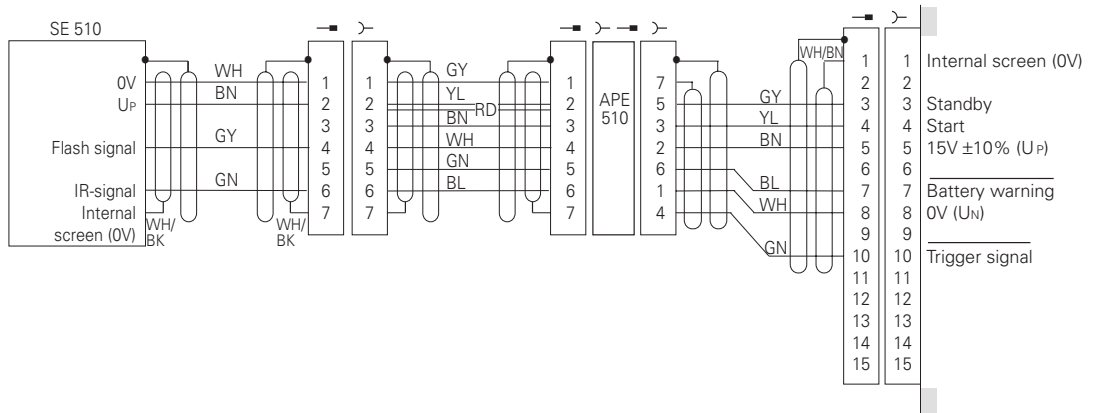 SE 510
0V
UP
Flash signal
IR-signal
Internal
screen (0V)
WH
BN
GY
GN
WH/
BK
WH/
BK
1
2
3
4
5
6
7
1
2
3
4
5
6
7
GY
YL
RD
BN
WH
GN
BL
1
2
3
4
5
6
7
APE
510
7
5
3
2
6
1
4
GY
YL
BN
BL
WH
GN
WH/BN
1
2
3
4
5
6
7
8
9
10
11
12
13
14
15
1
2
3
4
5
6
7
8
9
10
11
12
13
14
15
Internal screen (0V)
Standby
Start
15V ±10% (UP)
Battery warning
0V (UN)
Trigger signal